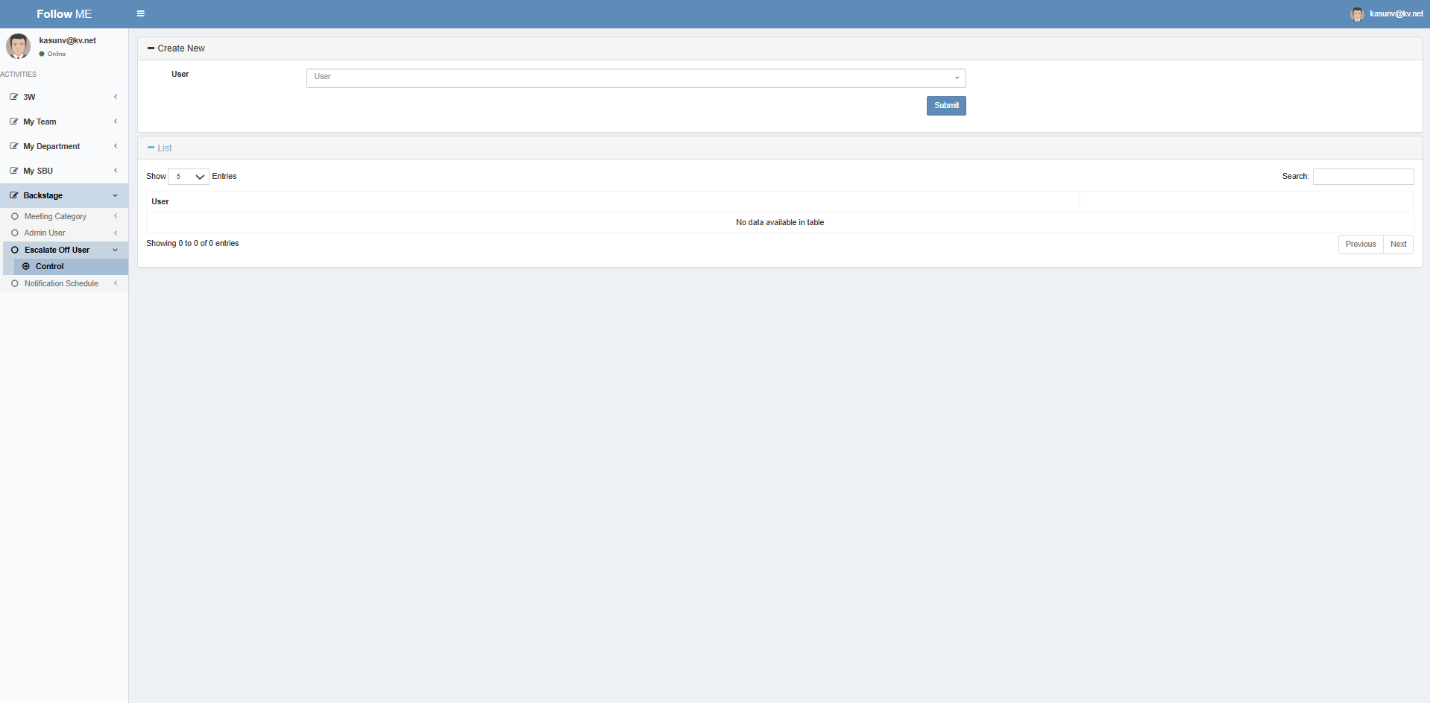 Follow ME
kasunv@kv.net
kasunv@kv.net
Online
ACTIVITIES
3W
My Team
My Department
My SBU
Backstage
Meeting Category
Admin User
Escalate Off User
Control
Notification Schedule
Create New
User
User
Submit
List
Show 5 Entries
Search:
User
No data available in table
Showing 0 to 0 of 0 entries
Previous Next